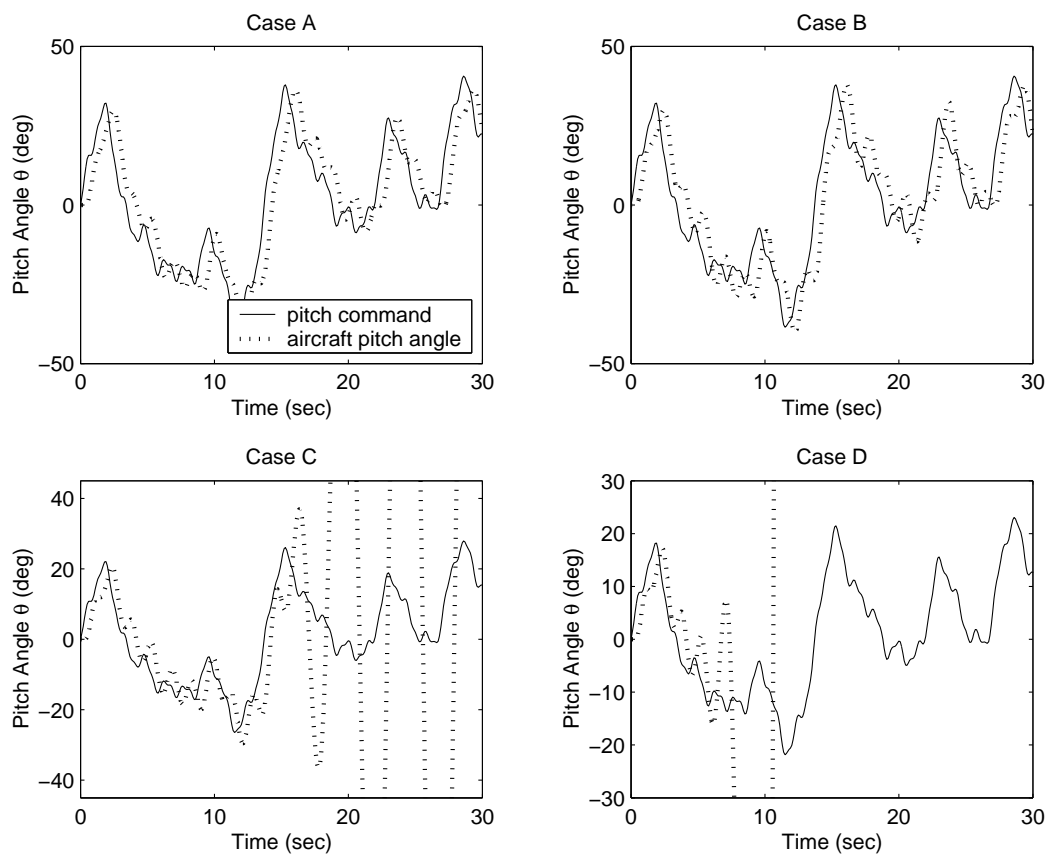 Case A
50
0
−50
Pitch Angle θ (deg)
pitch command
aircraft pitch angle
0 10 20 30
Time (sec)
Case B
50
0
−50
Pitch Angle θ (deg)
0 10 20 30
Time (sec)
Case C
40
20
0
−20
−40
Pitch Angle θ (deg)
0 10 20 30
Time (sec)
Case D
30
20
10
0
−10
−20
−30
Pitch Angle θ (deg)
0 10 20 30
Time (sec)